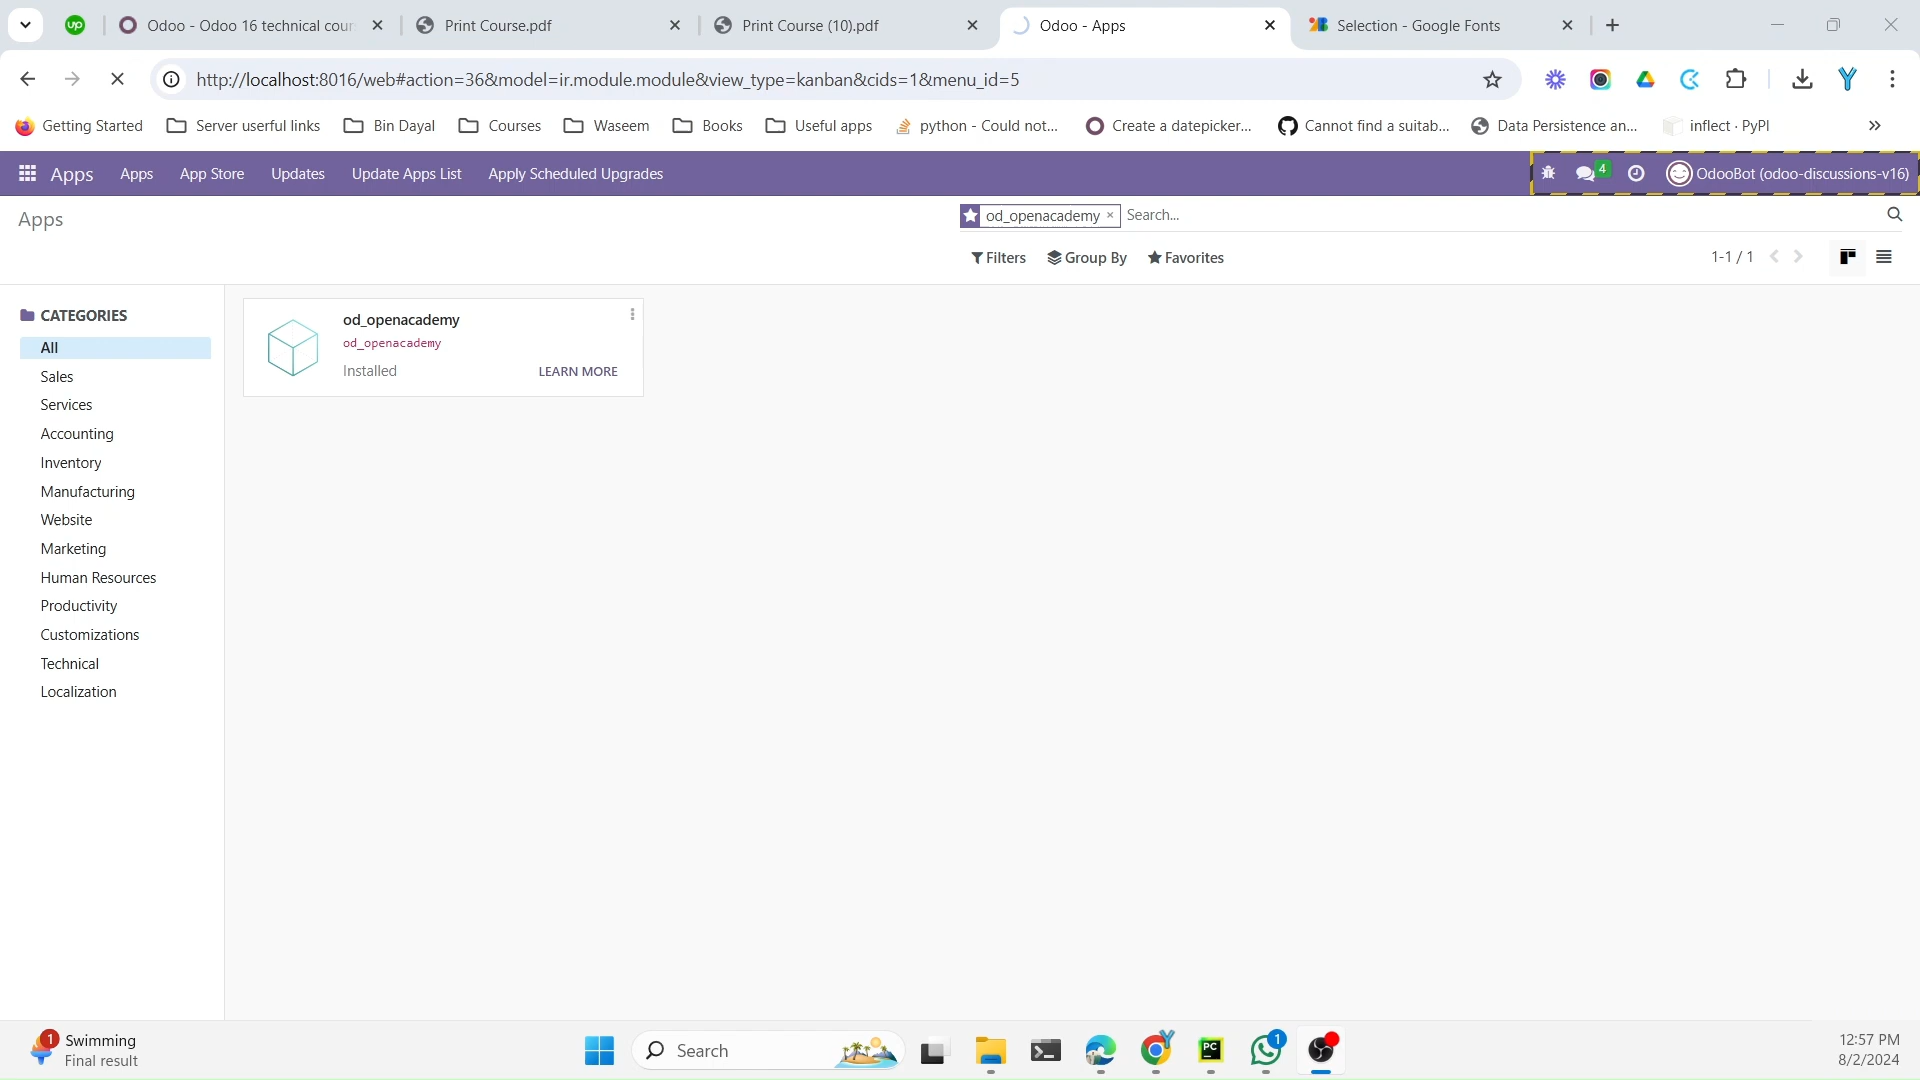 Odoo - Odoo 16 technical cour
Print Course.pdf
Print Course (10).pdf
Odoo - Apps
Selection - Google Fonts
http://localhost:8016/web#action=36&model=ir.module.module&view_type=kanban&cids=1&menu_id=5
Getting Started
Server userful links
Bin Dayal
Courses
Waseem
Books
Useful apps
python - Could not...
Create a datepicker...
Cannot find a suitab...
Data Persistence an...
inflect · PyPI
Apps
Apps
App Store
Updates
Update Apps List
Apply Scheduled Upgrades
4
OdooBot (odoo-discussions-v16)
Apps
od_openacademy
Search...
Filters
Group By
Favorites
1-1 / 1
CATEGORIES
All
Sales
Services
Accounting
Inventory
Manufacturing
Website
Marketing
Human Resources
Productivity
Customizations
Technical
Localization
od_openacademy
od_openacademy
Installed
LEARN MORE
1
Swimming
Final result
Search
PC
1
12:57 PM
8/2/2024